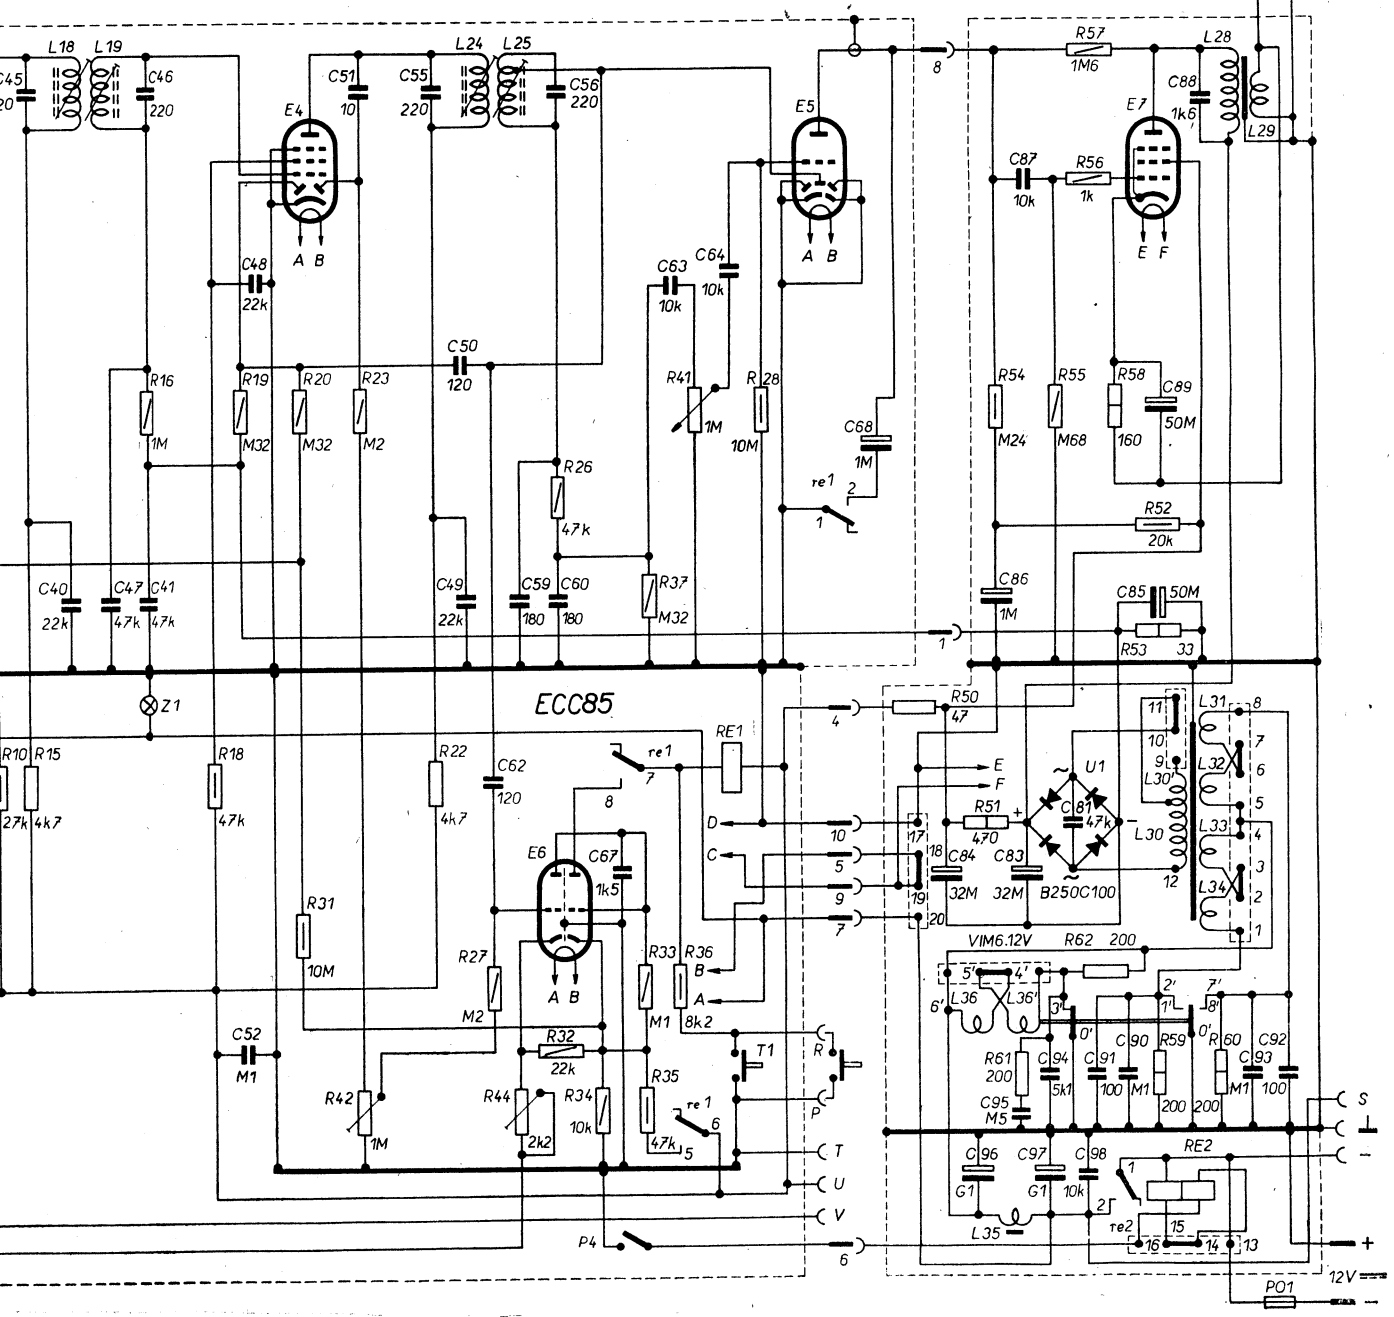 L18 L19
C45
20
C46
220
E4
C51
10
C55
220
L24 L25
C56
220
E5
8
R57
1M6
E7
C88
1k6
L28
L29
C87
10k
R56
1k
A B
A B
E F
C48
22k
C63
10k
C64
10k
C50
120
R16
1M
R19
M32
R20
M32
R23
M2
R41
1M
R28
10M
C68
1M
R54
M24
R55
M68
R58
160
C89
50M
R26
47k
re1
2
1
R52
20k
C40
22k
C47
47k
C41
47k
C49
22k
C59
180
C60
180
R37
M32
C86
1M
C85 50M
1
R53 33
Z1
ECC85
4
R50
47
11
10
9
L31 8
7
R10
27k
R15
4k7
R18
47k
R22
4k7
C62
120
re1
7
8
RE1
E
F
U1
~
L30'
L32
6
5
D
10
17
R51
470
+
C81
47k
−
L30
L33
4
C
5
18
9
19
C84
32M
C83
32M
~
B250C100
12
3
L34
2
E6
C67
1k5
7
20
1
R31
10M
R27
M2
A B
R33
M1
R36
8k2
B
A
VIM6.12V
R62 200
5' 4'
6'
L36 L36'
3'
0'
2'
1'
7'
8'
0'
C52
M1
R32
22k
T1
R
P
R61
200
C94
5k1
C91
100
C90
M1
R59
200
R60
200
C93
M1
C92
100
C95
M5
R42
1M
R44
2k2
R34
10k
R35
47k
re1
6
5
S
T
U
V
C96
G1
C97
G1
C98
10k
RE2
1
2
re2
−
L35
15
16
14
13
P4
6
+
12V
PO1
−